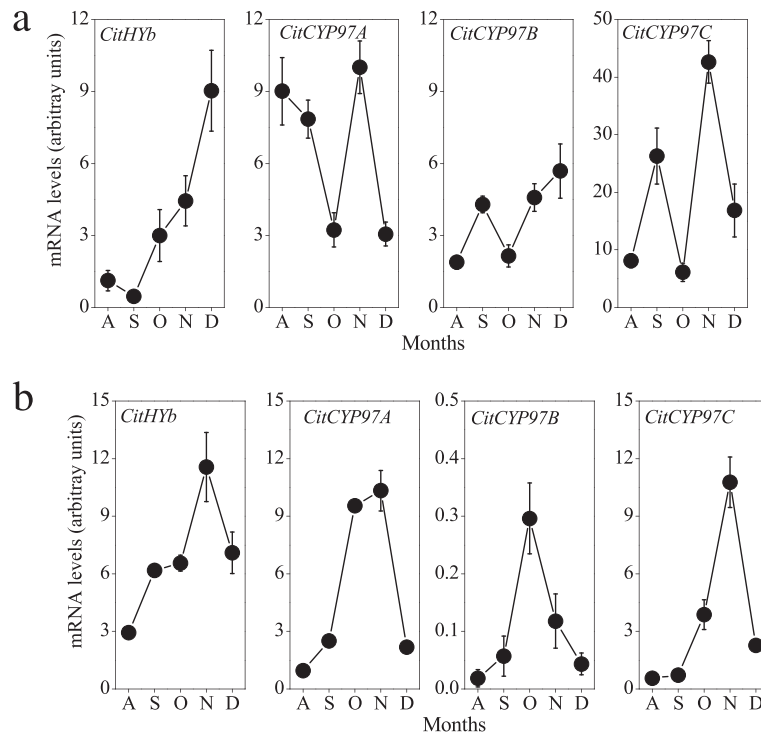 a
CitHYb
CitCYP97A
CitCYP97B
CitCYP97C
mRNA levels (arbitray units)
12
9
6
3
0
12
9
6
3
0
12
9
6
3
0
50
40
30
20
10
0
A S O N D
A S O N D
A S O N D
A S O N D
Months
b
CitHYb
CitCYP97A
CitCYP97B
CitCYP97C
mRNA levels (arbitray units)
15
12
9
6
3
0
15
12
9
6
3
0
0.5
0.4
0.3
0.2
0.1
0.0
15
12
9
6
3
0
A S O N D
A S O N D
A S O N D
A S O N D
Months